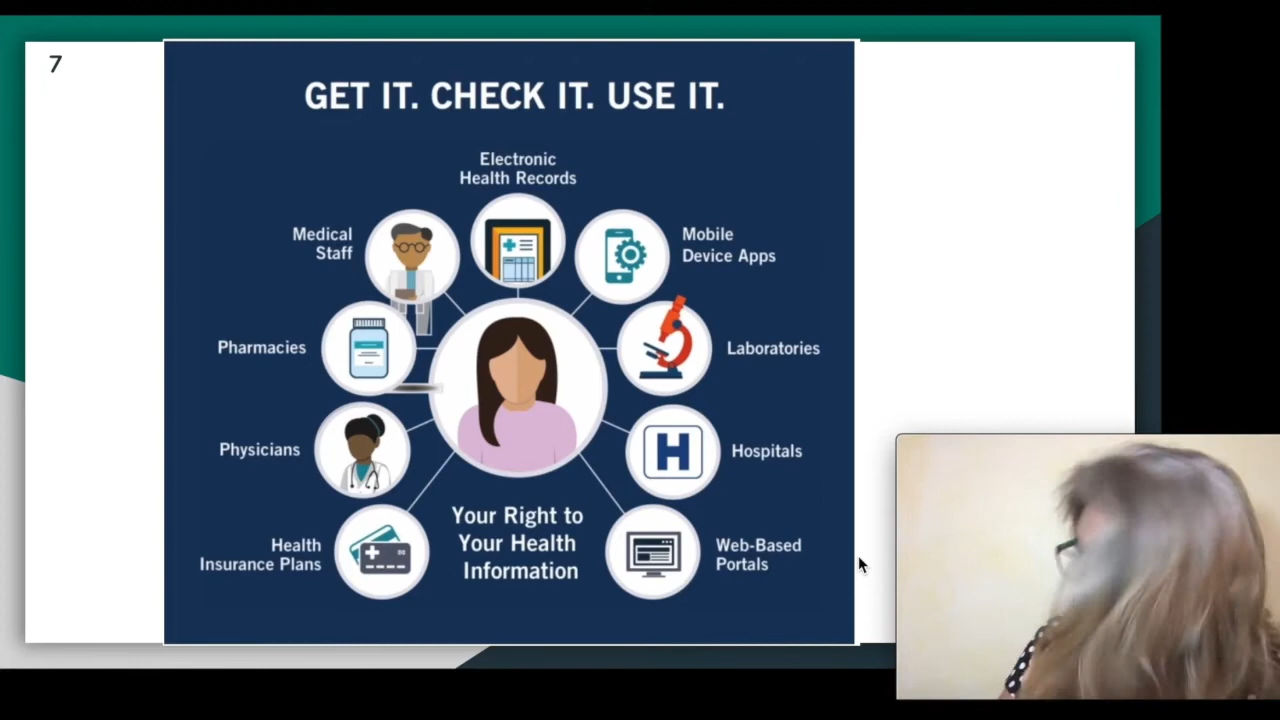 7
GET IT. CHECK IT. USE IT.
Electronic
Health Records
Medical
Staff
Mobile
Device Apps
Pharmacies
Laboratories
Physicians
H
Hospitals
Health
Insurance Plans
Your Right to
Your Health
Information
Web-Based
Portals